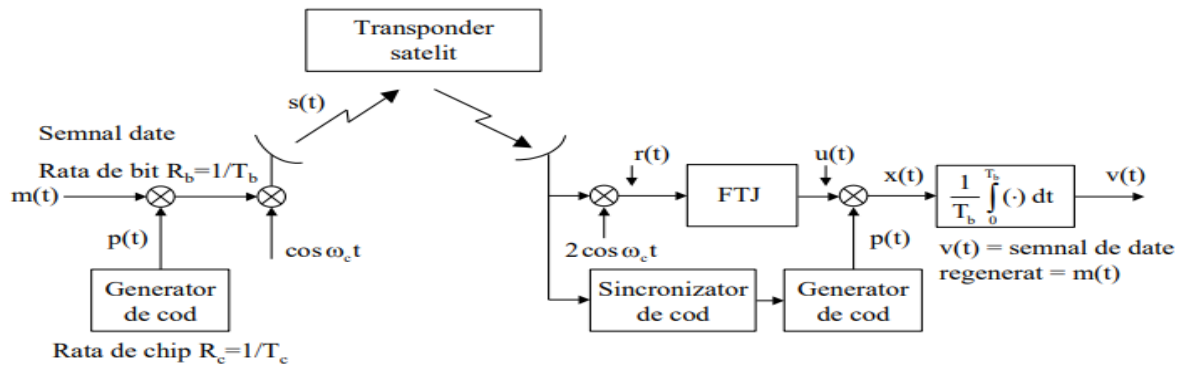 Transponder
satelit
s(t)
Semnal date
Rata de bit R_b=1/T_b
m(t)
p(t)
cos ω_c t
Generator
de cod
Rata de chip R_c=1/T_c
r(t)
FTJ
u(t)
x(t)
1/T_b ∫_0^{T_b} (·) dt
v(t)
2cos ω_c t
p(t)
v(t) = semnal de date
regenerat = m(t)
Sincronizator
de cod
Generator
de cod